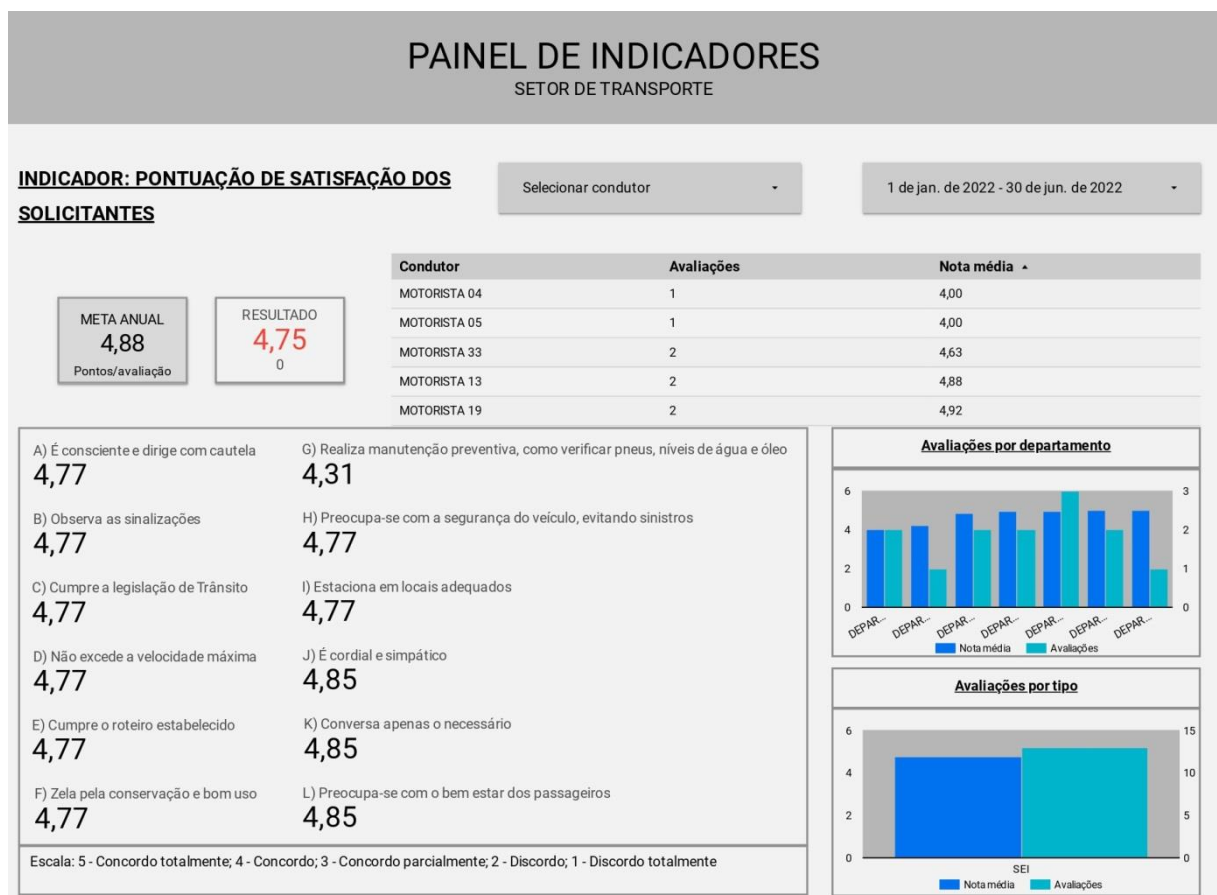 PAINEL DE INDICADORES
SETOR DE TRANSPORTE
INDICADOR: PONTUAÇÃO DE SATISFAÇÃO DOS
SOLICITANTES
Selecionar condutor
1 de jan. de 2022 - 30 de jun. de 2022
META ANUAL
4,88
Pontos/avaliação
RESULTADO
4,75
0
Condutor Avaliações Nota média
MOTORISTA 04 1 4,00
MOTORISTA 05 1 4,00
MOTORISTA 33 2 4,63
MOTORISTA 13 2 4,88
MOTORISTA 19 2 4,92
A) É consciente e dirige com cautela
4,77
B) Observa as sinalizações
4,77
C) Cumpre a legislação de Trânsito
4,77
D) Não excede a velocidade máxima
4,77
E) Cumpre o roteiro estabelecido
4,77
F) Zela pela conservação e bom uso
4,77
G) Realiza manutenção preventiva, como verificar pneus, níveis de água e óleo
4,31
H) Preocupa-se com a segurança do veículo, evitando sinistros
4,77
I) Estaciona em locais adequados
4,77
J) É cordial e simpático
4,85
K) Conversa apenas o necessário
4,85
L) Preocupa-se com o bem estar dos passageiros
4,85
Escala: 5 - Concordo totalmente; 4 - Concordo; 3 - Concordo parcialmente; 2 - Discordo; 1 - Discordo totalmente
Avaliações por departamento
6 3
4 2
2 1
0 0
DEPAR... DEPAR... DEPAR... DEPAR... DEPAR... DEPAR... DEPAR...
Nota média Avaliações
Avaliações por tipo
6 15
4 10
2 5
0 0
SEI
Nota média Avaliações